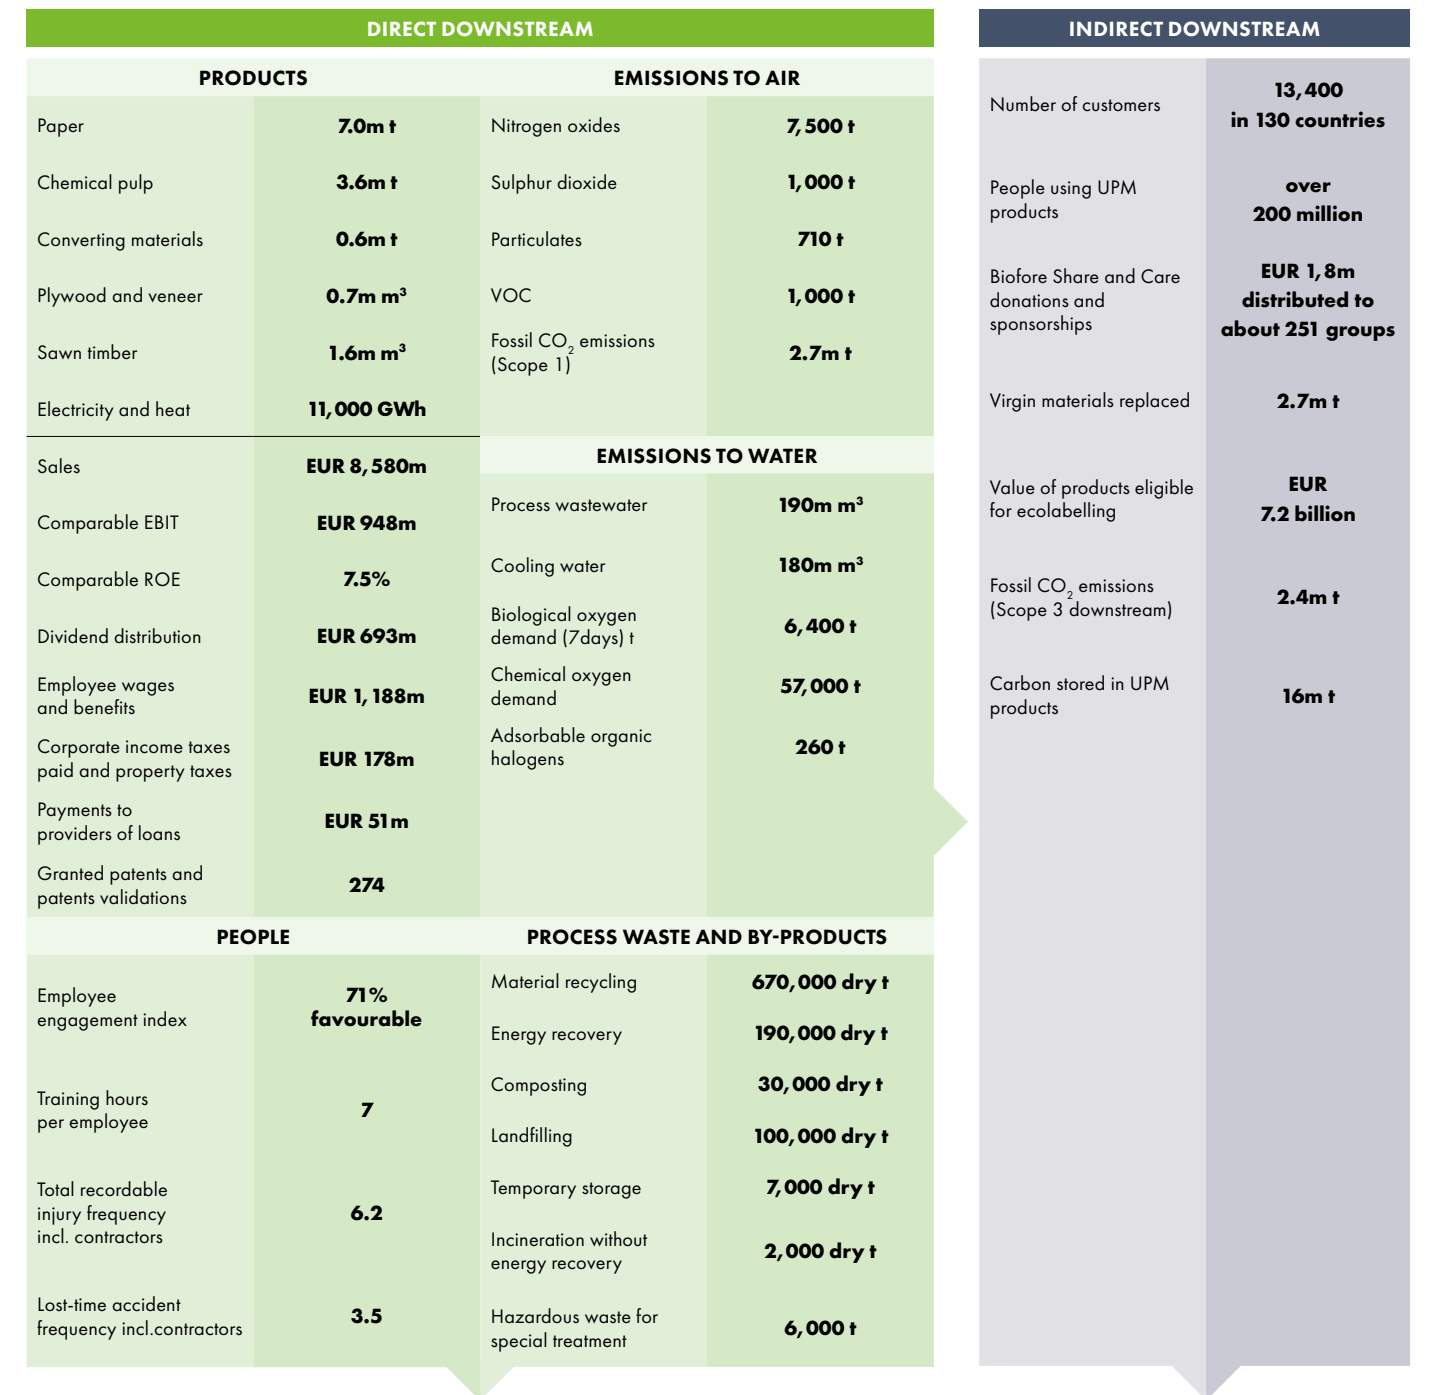 DIRECT DOWNSTREAM
PRODUCTS
Paper 7.0m t
Chemical pulp 3.6m t
Converting materials 0.6m t
Plywood and veneer 0.7m m³
Sawn timber 1.6m m³
Electricity and heat 11,000 GWh
Sales EUR 8,580m
Comparable EBIT EUR 948m
Comparable ROE 7.5%
Dividend distribution EUR 693m
Employee wages
and benefits
EUR 1,188m
Corporate income taxes
paid and property taxes
EUR 178m
Payments to
providers of loans
EUR 51m
Granted patents and
patents validations
274
EMISSIONS TO AIR
Nitrogen oxides 7,500 t
Sulphur dioxide 1,000 t
Particulates 710 t
VOC 1,000 t
Fossil CO₂ emissions
(Scope 1)
2.7m t
EMISSIONS TO WATER
Process wastewater 190m m³
Cooling water 180m m³
Biological oxygen
demand (7days) t
6,400 t
Chemical oxygen
demand
57,000 t
Adsorbable organic
halogens
260 t
PEOPLE
Employee
engagement index
71%
favourable
Training hours
per employee
7
Total recordable
injury frequency
incl. contractors
6.2
Lost-time accident
frequency incl.contractors
3.5
PROCESS WASTE AND BY-PRODUCTS
Material recycling 670,000 dry t
Energy recovery 190,000 dry t
Composting 30,000 dry t
Landfilling 100,000 dry t
Temporary storage 7,000 dry t
Incineration without
energy recovery
2,000 dry t
Hazardous waste for
special treatment
6,000 t
INDIRECT DOWNSTREAM
Number of customers
13,400
in 130 countries
People using UPM
products
over
200 million
Biofore Share and Care
donations and
sponsorships
EUR 1,8m
distributed to
about 251 groups
Virgin materials replaced 2.7m t
Value of products eligible
for ecolabelling
EUR
7.2 billion
Fossil CO₂ emissions
(Scope 3 downstream)
2.4m t
Carbon stored in UPM
products
16m t